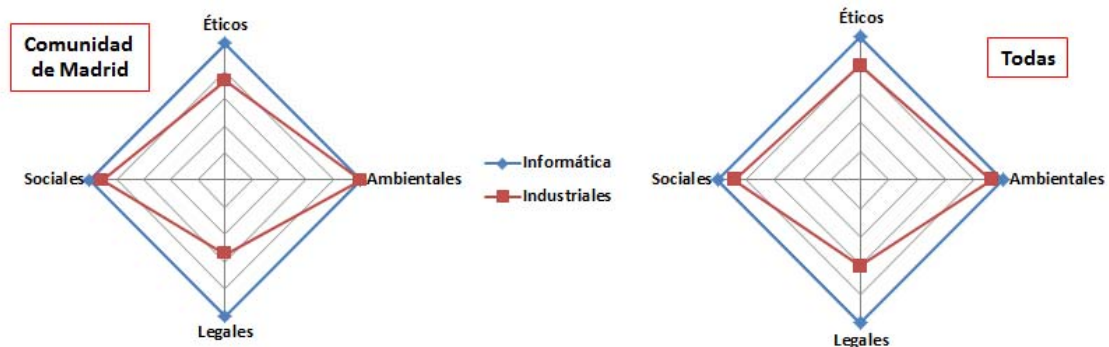 Comunidad
de Madrid
Éticos
Sociales
Ambientales
Legales
Informática
Industriales
Éticos
Todas
Sociales
Ambientales
Legales